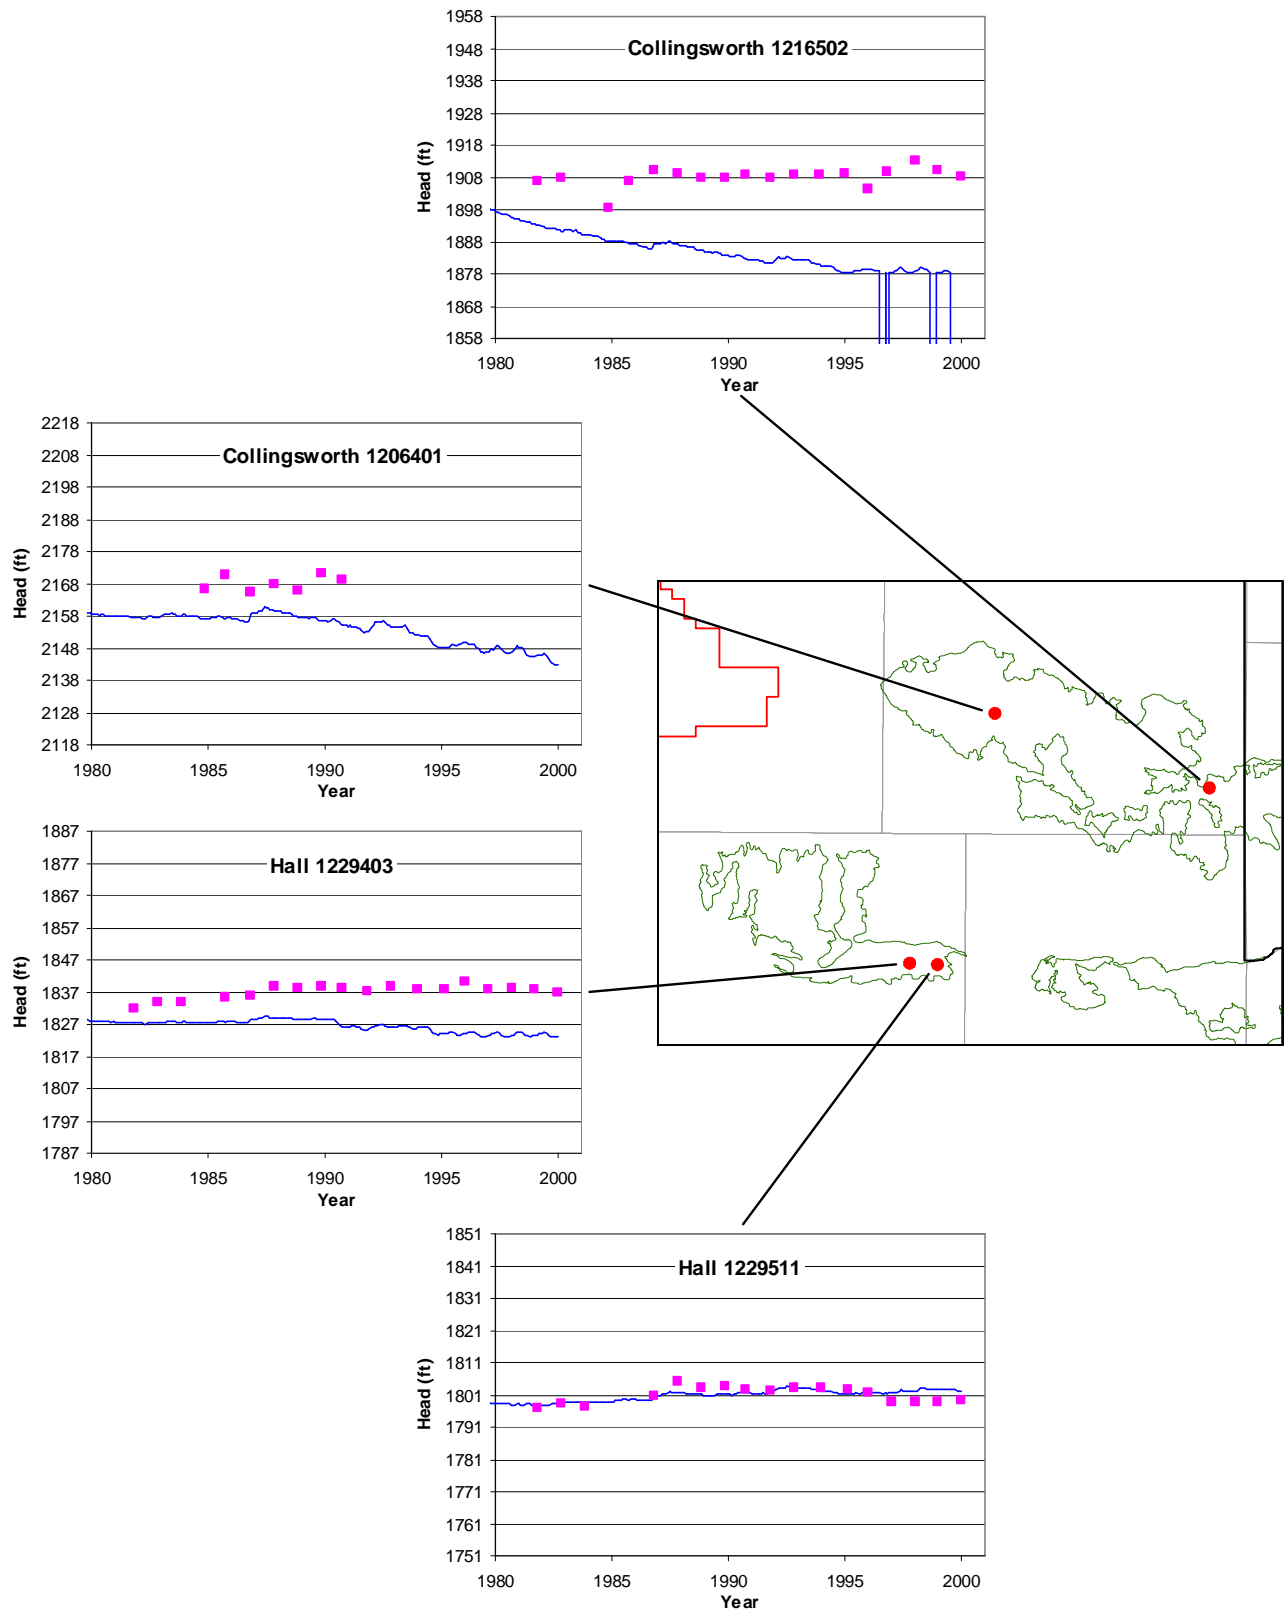 Collingsworth 1216502
Head (ft)
1958
1948
1938
1928
1918
1908
1898
1888
1878
1868
1858
1980 1985 1990 1995 2000
Year
Collingsworth 1206401
Head (ft)
2218
2208
2198
2188
2178
2168
2158
2148
2138
2128
2118
1980 1985 1990 1995 2000
Year
Hall 1229403
Head (ft)
1887
1877
1867
1857
1847
1837
1827
1817
1807
1797
1787
1980 1985 1990 1995 2000
Year
Hall 1229511
Head (ft)
1851
1841
1831
1821
1811
1801
1791
1781
1771
1761
1751
1980 1985 1990 1995 2000
Year